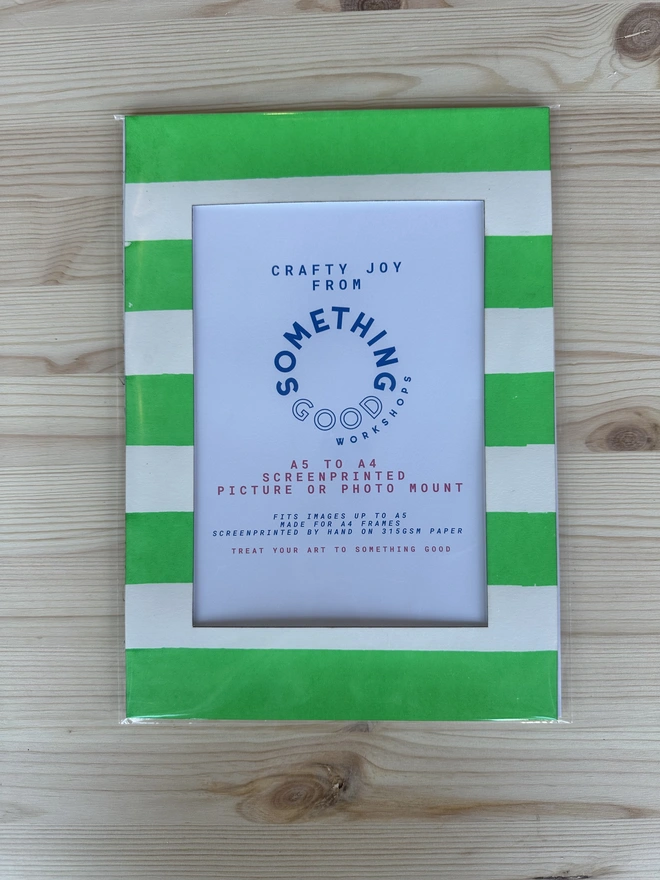 CRAFTY JOY
FROM
SOMETHING
GOOD
WORKSHOPS
A5 TO A4
SCREENPRINTED
PICTURE OR PHOTO MOUNT
FITS IMAGES UP TO A5
MADE FOR A4 FRAMES
SCREENPRINTED BY HAND ON 315GSM PAPER
TREAT YOUR ART TO SOMETHING GOOD